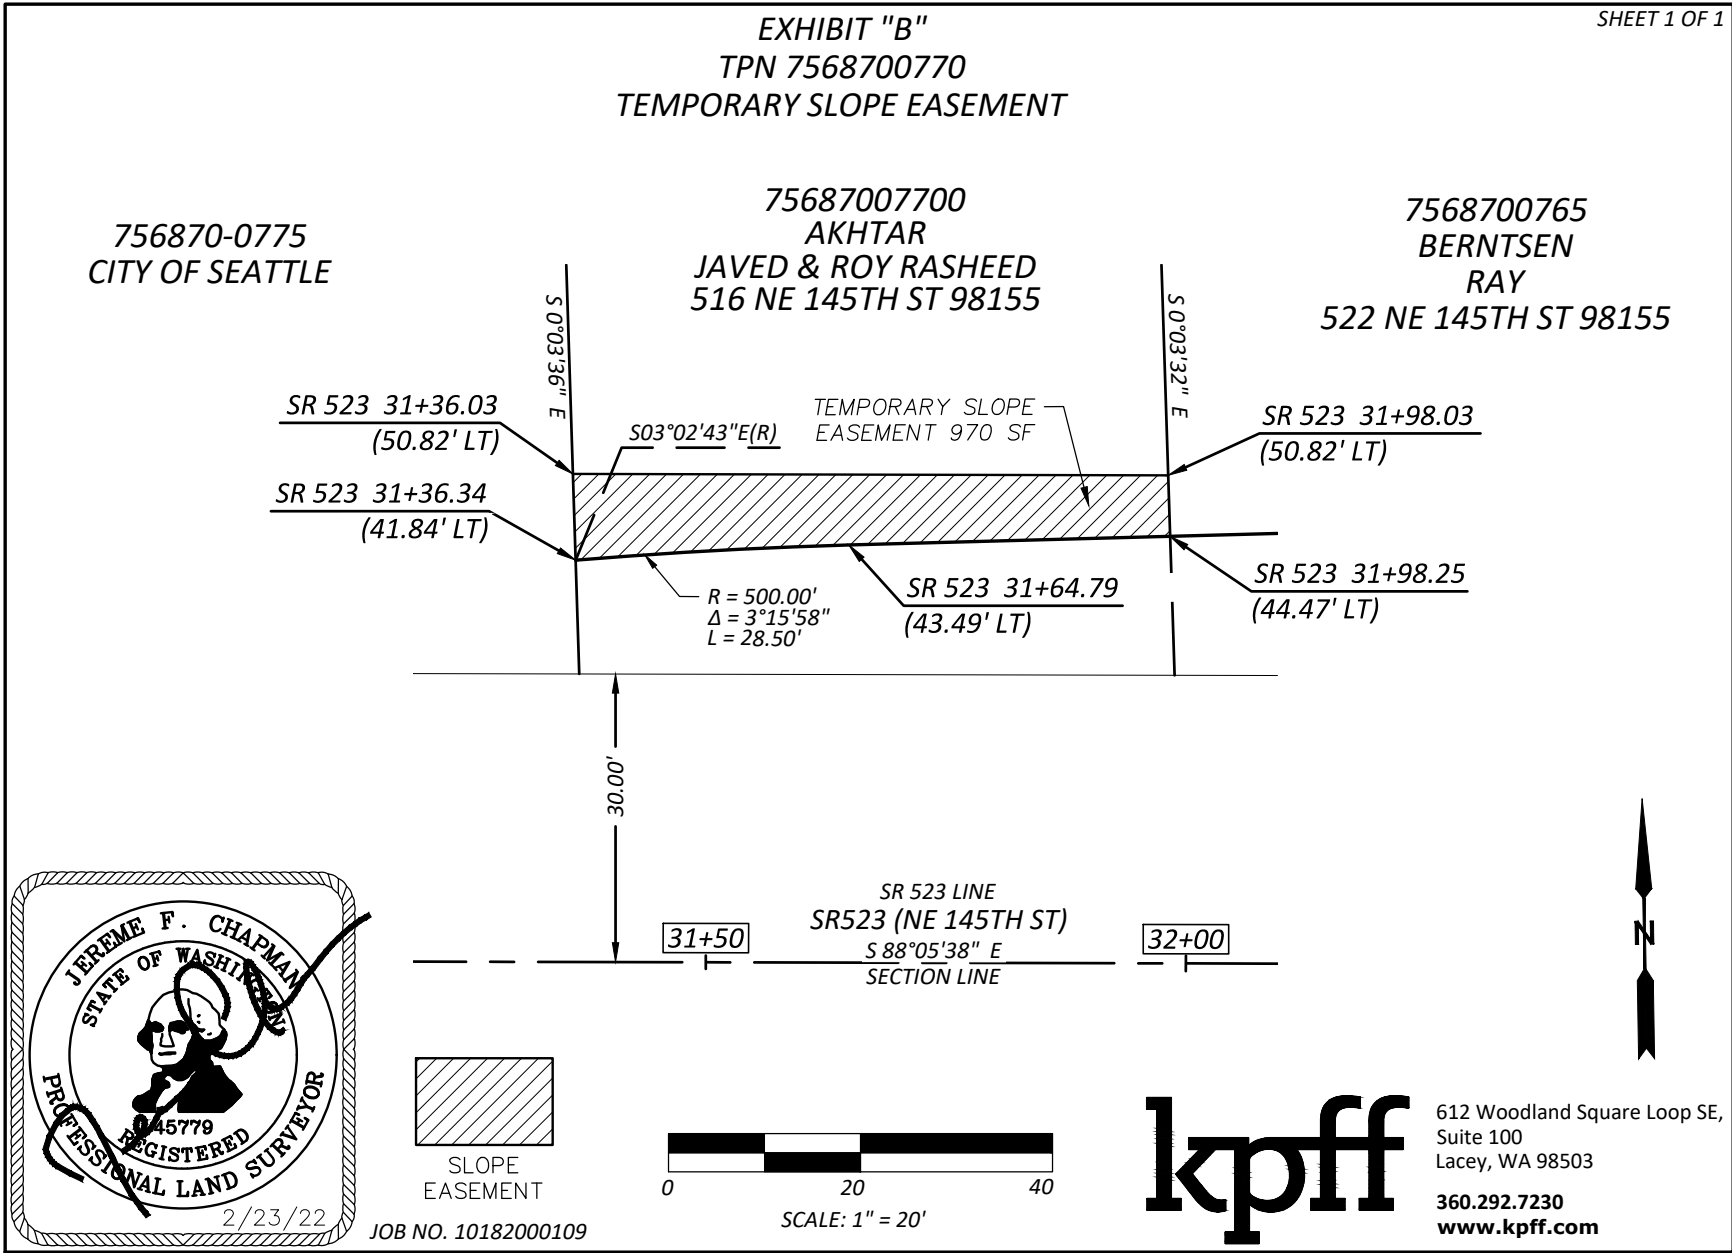 SHEET 1 OF 1
EXHIBIT "B"
TPN 7568700770
TEMPORARY SLOPE EASEMENT
756870-0775
CITY OF SEATTLE
75687007700
AKHTAR
JAVED & ROY RASHEED
516 NE 145TH ST 98155
7568700765
BERNTSEN
RAY
522 NE 145TH ST 98155
S 0°03'36" E
S 0°03'32" E
SR 523 31+36.03
(50.82' LT)
SR 523 31+36.34
(41.84' LT)
S03°02'43"E(R)
TEMPORARY SLOPE
EASEMENT 970 SF
SR 523 31+98.03
(50.82' LT)
R = 500.00'
Δ = 3°15'58"
L = 28.50'
SR 523 31+64.79
(43.49' LT)
SR 523 31+98.25
(44.47' LT)
30.00'
31+50
SR 523 LINE
SR523 (NE 145TH ST)
S 88°05'38" E
SECTION LINE
32+00
N
JEREME F. CHAPMAN
STATE OF WASHINGTON
45779
REGISTERED
PROFESSIONAL LAND SURVEYOR
2/23/22
SLOPE
EASEMENT
JOB NO. 10182000109
0 20 40
SCALE: 1" = 20'
kpff
612 Woodland Square Loop SE,
Suite 100
Lacey, WA 98503
360.292.7230
www.kpff.com